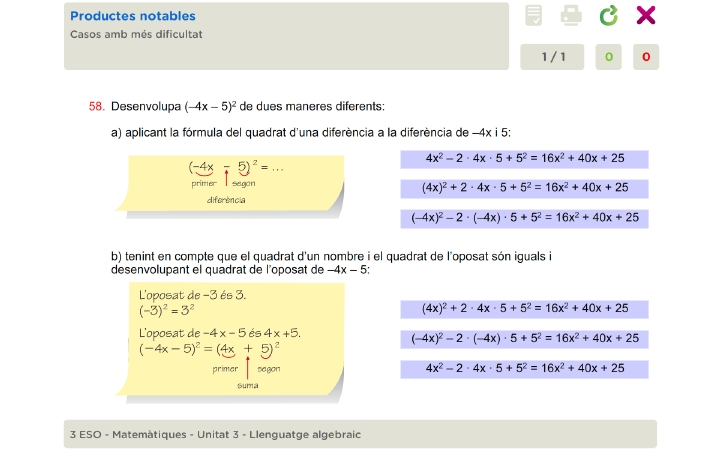 Productes notables
Casos amb més dificultat
1 / 1
0
0
58. Desenvolupa (–4x – 5)² de dues maneres diferents:
a) aplicant la fórmula del quadrat d'una diferència a la diferència de –4x i 5:
(–4x – 5)² = ...
primer segon
diferència
4x² – 2 · 4x · 5 + 5² = 16x² + 40x + 25
(4x)² + 2 · 4x · 5 + 5² = 16x² + 40x + 25
(–4x)² – 2 · (–4x) · 5 + 5² = 16x² + 40x + 25
b) tenint en compte que el quadrat d'un nombre i el quadrat de l'oposat són iguals i
desenvolupant el quadrat de l'oposat de –4x – 5:
L'oposat de –3 és 3.
(–3)² = 3²
L'oposat de –4x – 5 és 4x +5.
(–4x – 5)² = (4x + 5)²
primer segon
suma
(4x)² + 2 · 4x · 5 + 5² = 16x² + 40x + 25
(–4x)² – 2 · (–4x) · 5 + 5² = 16x² + 40x + 25
4x² – 2 · 4x · 5 + 5² = 16x² + 40x + 25
3 ESO - Matemàtiques - Unitat 3 - Llenguatge algebraic